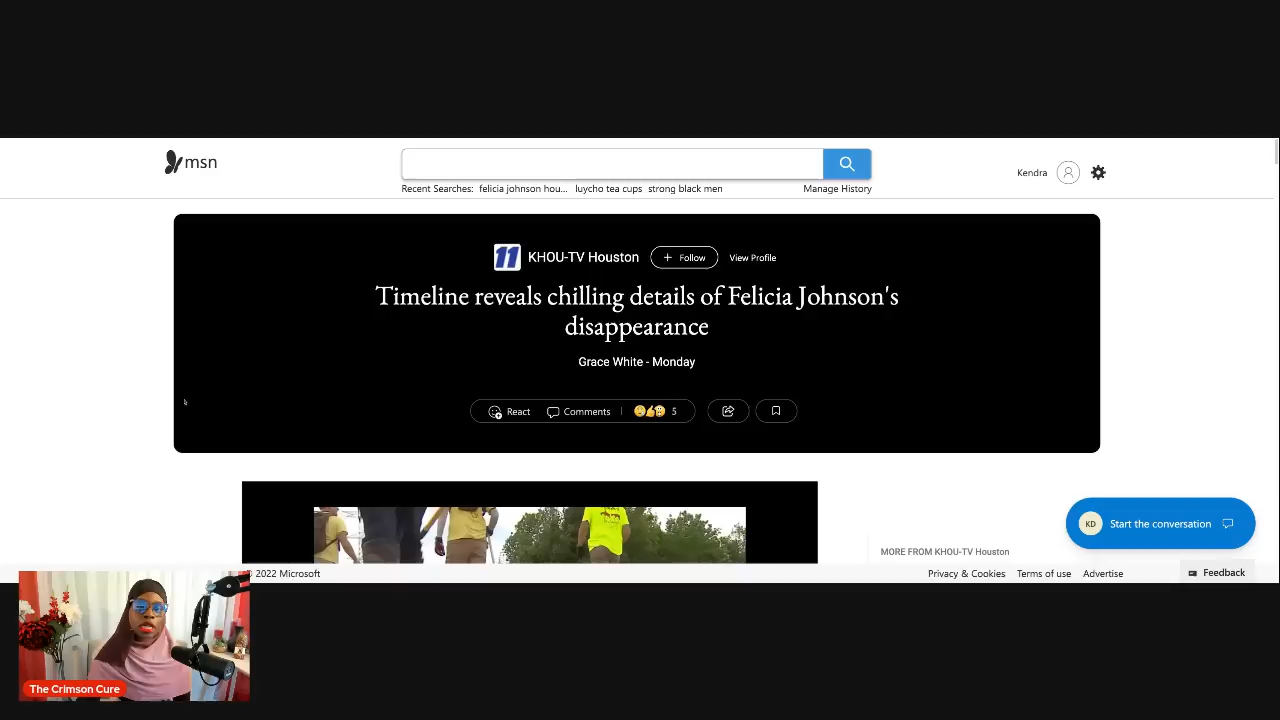 msn
Recent Searches: felicia johnson hou... luycho tea cups strong black men Manage History
Kendra
11 KHOU-TV Houston + Follow View Profile
Timeline reveals chilling details of Felicia Johnson's
disappearance
Grace White - Monday
React Comments 5
KD Start the conversation
MORE FROM KHOU-TV Houston
© 2022 Microsoft Privacy & Cookies Terms of use Advertise Feedback
The Crimson Cure